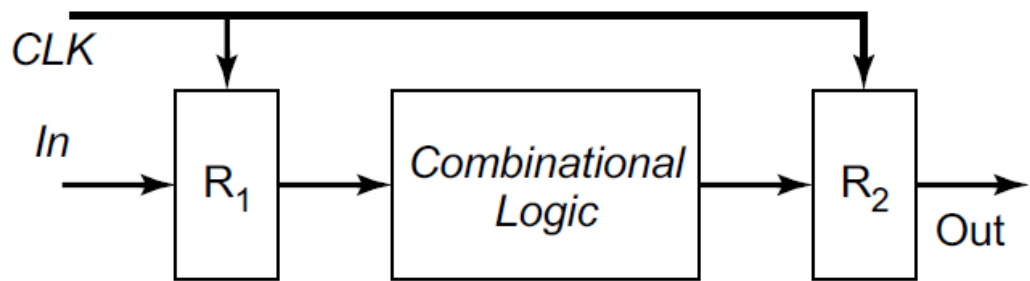 CLK
In
R1
Combinational
Logic
R2
Out